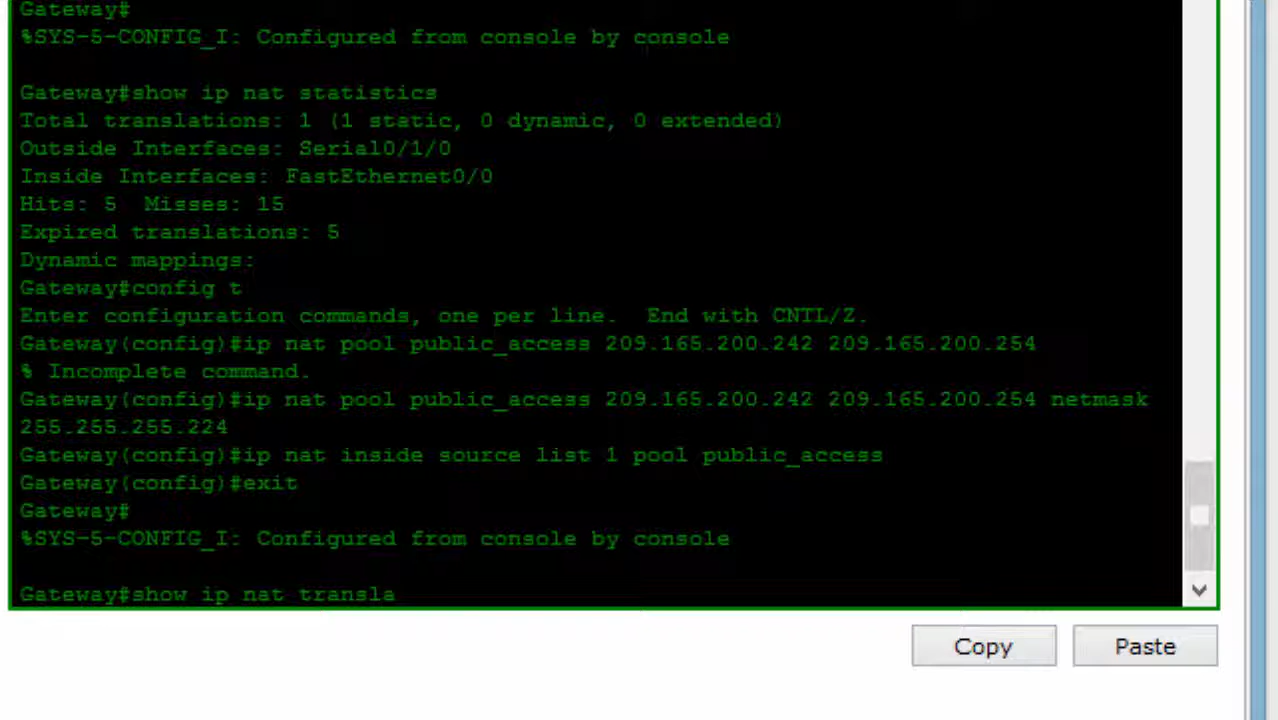 Gateway#
%SYS-5-CONFIG_I: Configured from console by console
Gateway#show ip nat statistics
Total translations: 1 (1 static, 0 dynamic, 0 extended)
Outside Interfaces: Serial0/1/0
Inside Interfaces: FastEthernet0/0
Hits: 5  Misses: 15
Expired translations: 5
Dynamic mappings:
Gateway#config t
Enter configuration commands, one per line.  End with CNTL/Z.
Gateway(config)#ip nat pool public_access 209.165.200.242 209.165.200.254
% Incomplete command.
Gateway(config)#ip nat pool public_access 209.165.200.242 209.165.200.254 netmask
255.255.255.224
Gateway(config)#ip nat inside source list 1 pool public_access
Gateway(config)#exit
Gateway#
%SYS-5-CONFIG_I: Configured from console by console
Gateway#show ip nat transla
Copy Paste